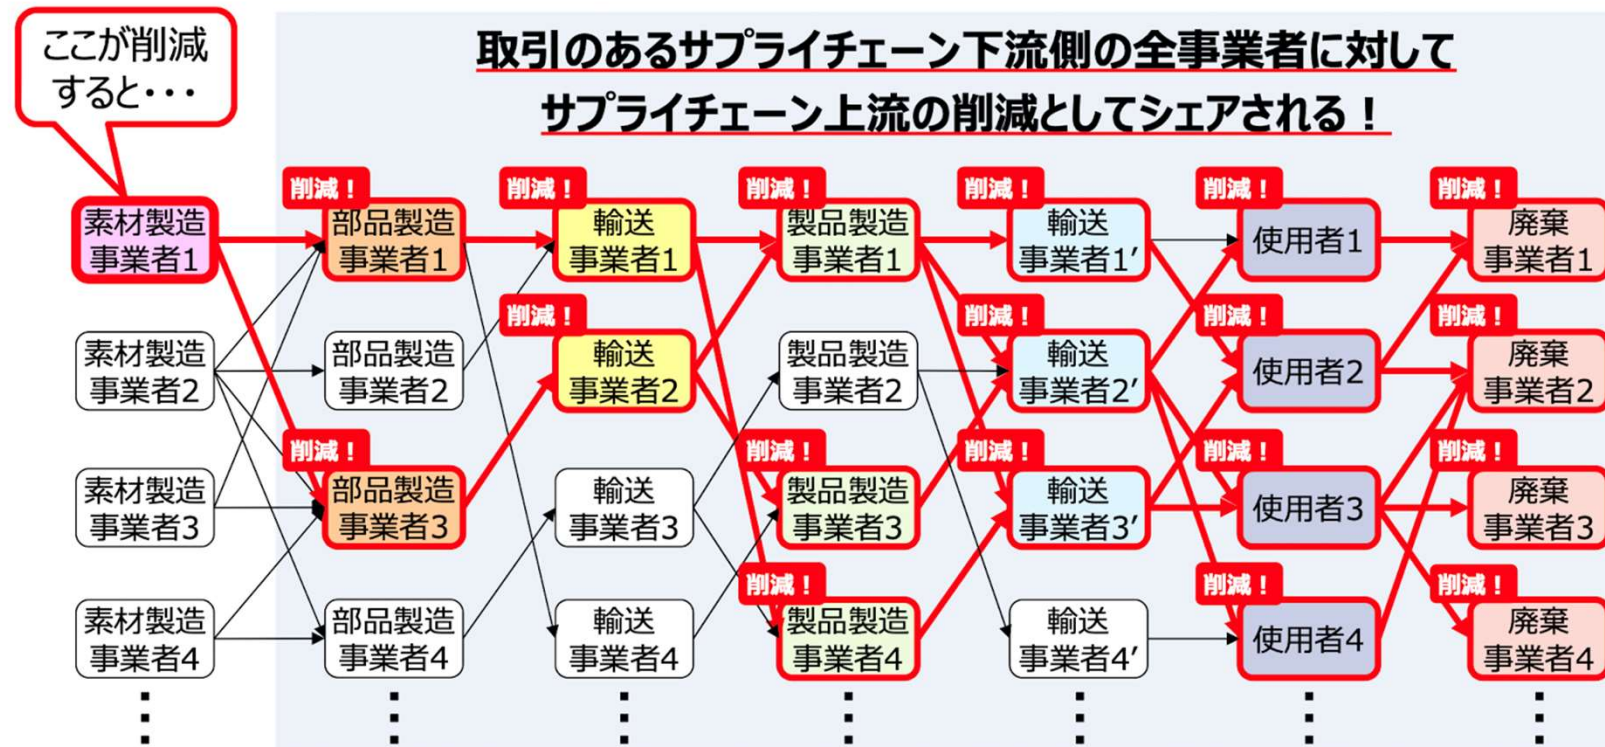 ここが削減
すると・・・
取引のあるサプライチェーン下流側の全事業者に対して
サプライチェーン上流の削減としてシェアされる！
削減！
削減！
削減！
削減！
削減！
削減！
素材製造
事業者1
部品製造
事業者1
輸送
事業者1
製品製造
事業者1
輸送
事業者1’
使用者1
廃棄
事業者1
削減！
削減！
削減！
削減！
素材製造
事業者2
部品製造
事業者2
輸送
事業者2
製品製造
事業者2
輸送
事業者2’
使用者2
廃棄
事業者2
削減！
削減！
削減！
削減！
削減！
素材製造
事業者3
部品製造
事業者3
輸送
事業者3
製品製造
事業者3
輸送
事業者3’
使用者3
廃棄
事業者3
削減！
削減！
削減！
素材製造
事業者4
部品製造
事業者4
輸送
事業者4
製品製造
事業者4
輸送
事業者4’
使用者4
廃棄
事業者4